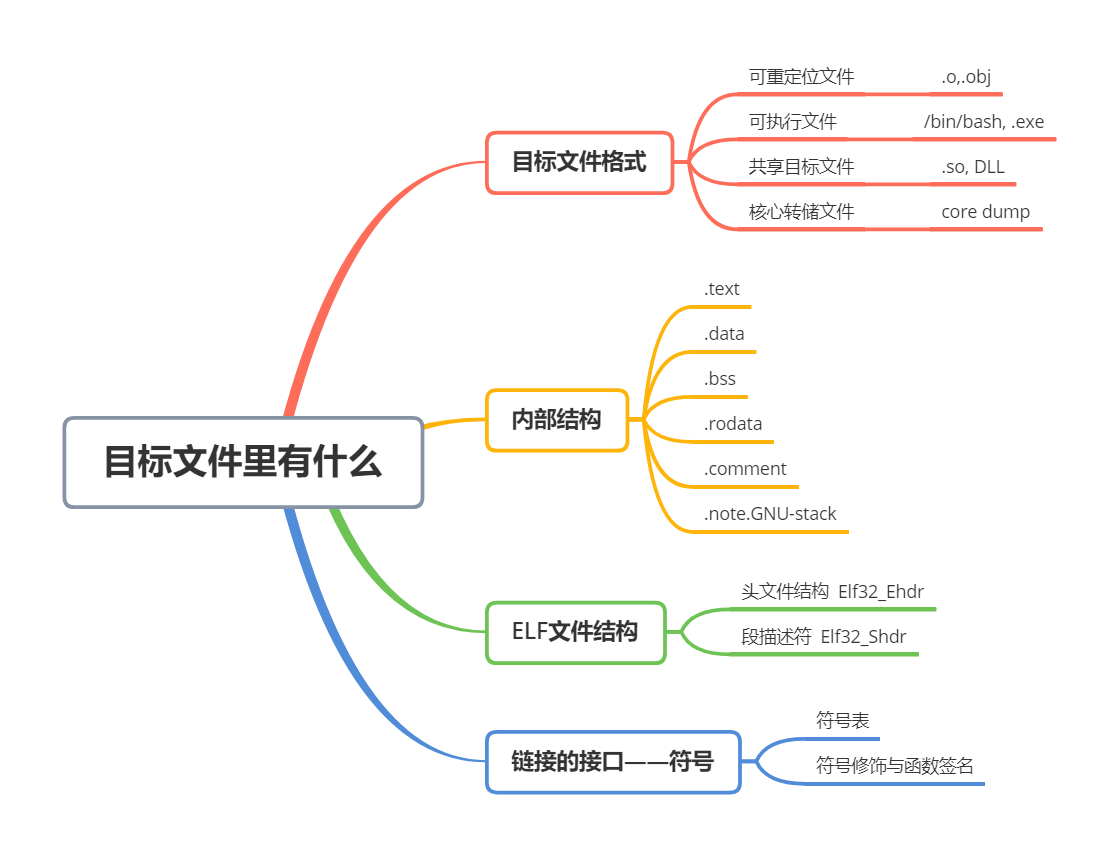 目标文件里有什么
目标文件格式
可重定位文件 .o,.obj
可执行文件 /bin/bash, .exe
共享目标文件 .so, DLL
核心转储文件 core dump
内部结构
.text
.data
.bss
.rodata
.comment
.note.GNU-stack
ELF文件结构
头文件结构 Elf32_Ehdr
段描述符 Elf32_Shdr
链接的接口——符号
符号表
符号修饰与函数签名